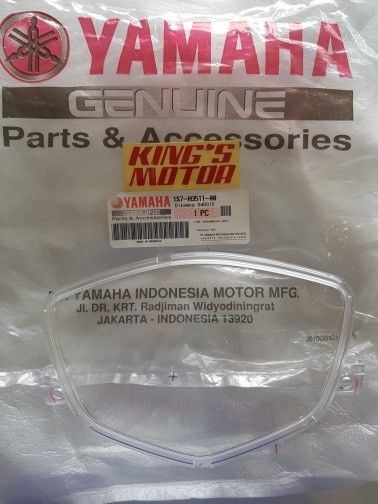 YAMAHA
GENUINE
Parts & Accessories
KING'S
MOTOR
YAMAHA
GENUINE
Parts & Accessories
1S7-H3511-00
1 PC
YAMAHA INDONESIA MOTOR MFG.
Jl. DR. KRT. Radjiman Widyodiningrat
JAKARTA - INDONESIA 13920